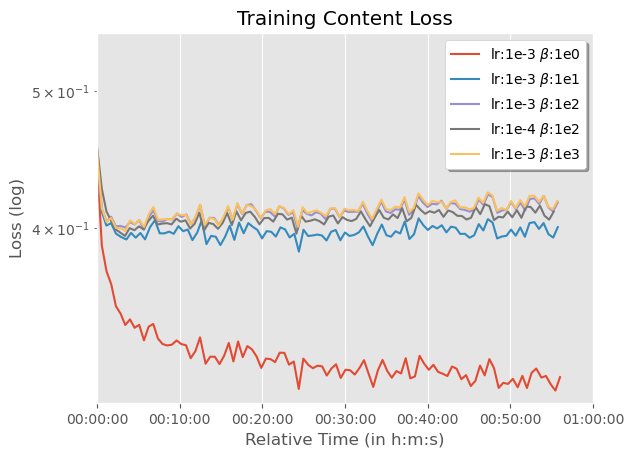 Training Content Loss
lr:1e-3 β:1e0
lr:1e-3 β:1e1
lr:1e-3 β:1e2
lr:1e-4 β:1e2
lr:1e-3 β:1e3
5 × 10⁻¹
4 × 10⁻¹
Loss (log)
00:00:00 00:10:00 00:20:00 00:30:00 00:40:00 00:50:00 01:00:00
Relative Time (in h:m:s)